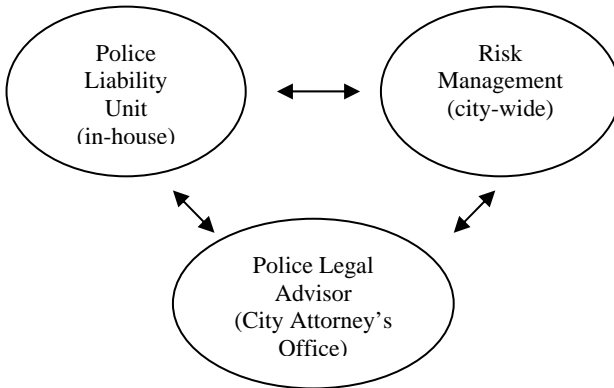 Police
Liability
Unit
(in-house)
Risk
Management
(city-wide)
Police Legal
Advisor
(City Attorney’s
Office)